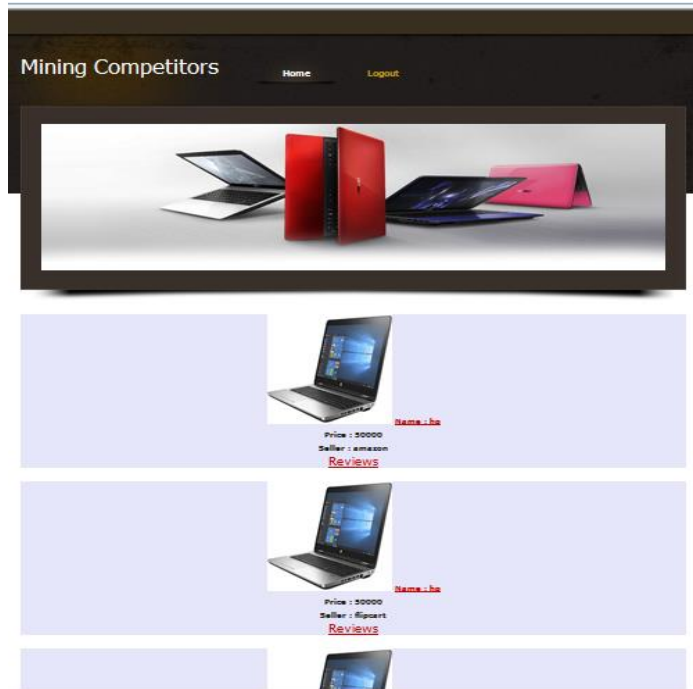 Mining Competitors
Home Logout
Name : hp
Price : 50000
Seller : amazon
Reviews
Name : hp
Price : 50000
Seller : flipcart
Reviews